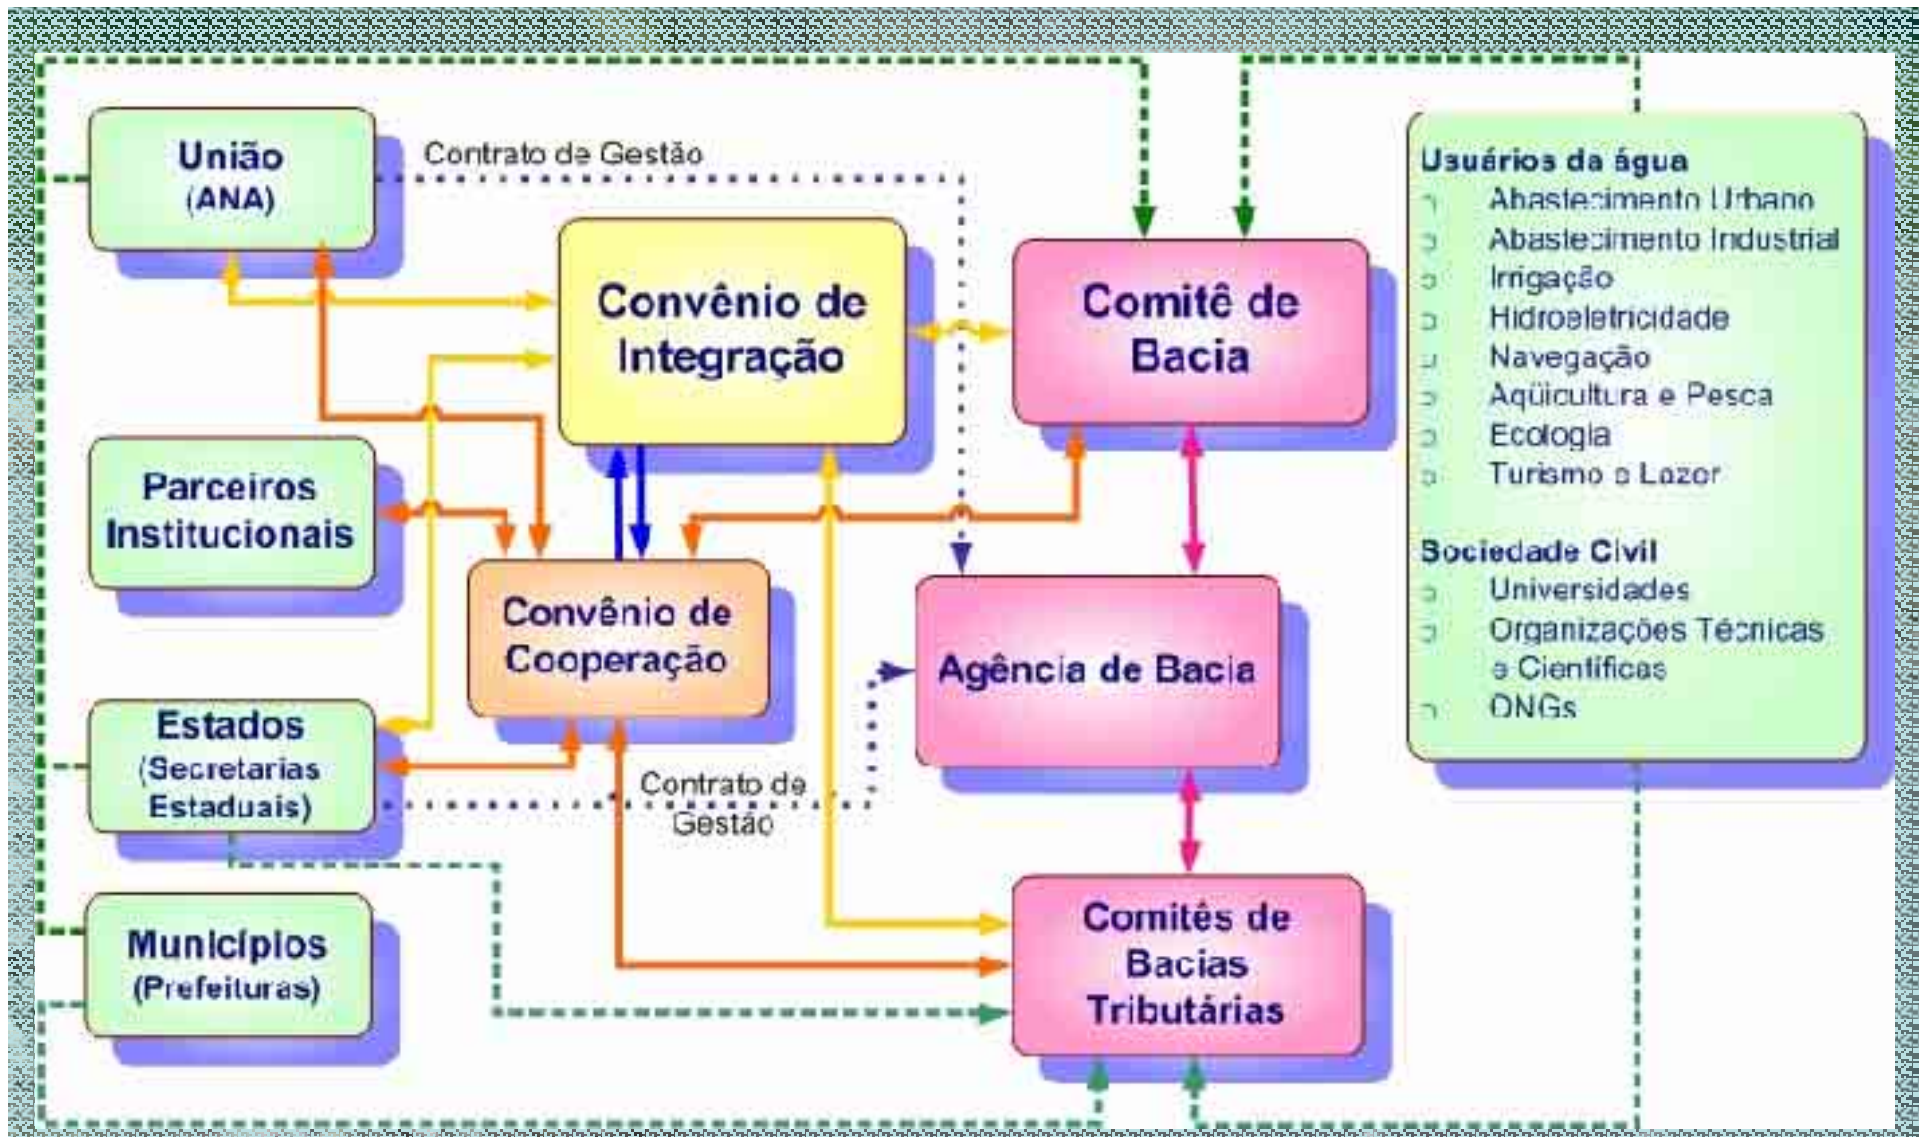 União
(ANA)
Contrato de Gestão
Convênio de
Integração
Comitê de
Bacia
Parceiros
Institucionais
Convênio de
Cooperação
Agência de Bacia
Estados
(Secretarias
Estaduais)
Contrato de
Gestão
Municípios
(Prefeituras)
Comitês de
Bacias
Tributárias
Usuários da água
Abastecimento Urbano
Abastecimento Industrial
Irrigação
Hidroeletricidade
Navegação
Aqüicultura e Pesca
Ecologia
Turismo e Lazer
Sociedade Civil
Universidades
Organizações Técnicas
e Científicas
ONGs